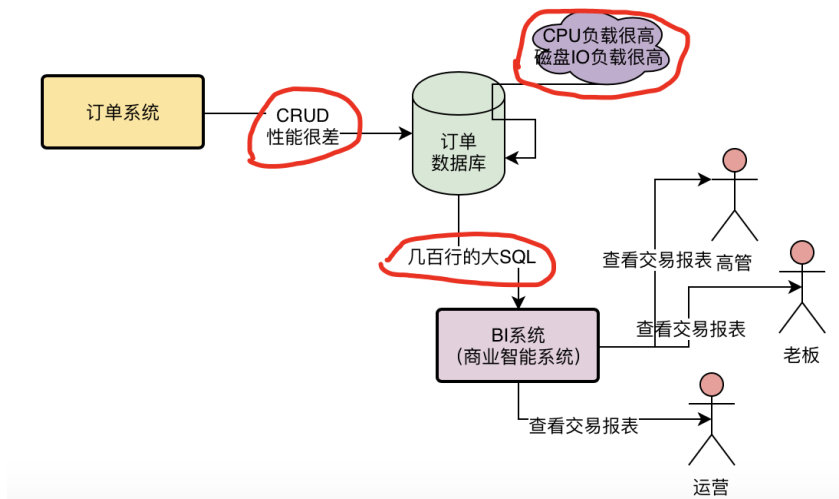 CPU负载很高
磁盘IO负载很高
订单系统
CRUD
性能很差
订单
数据库
几百行的大SQL
查看交易报表
高管
查看交易报表
老板
BI系统
（商业智能系统）
查看交易报表
运营